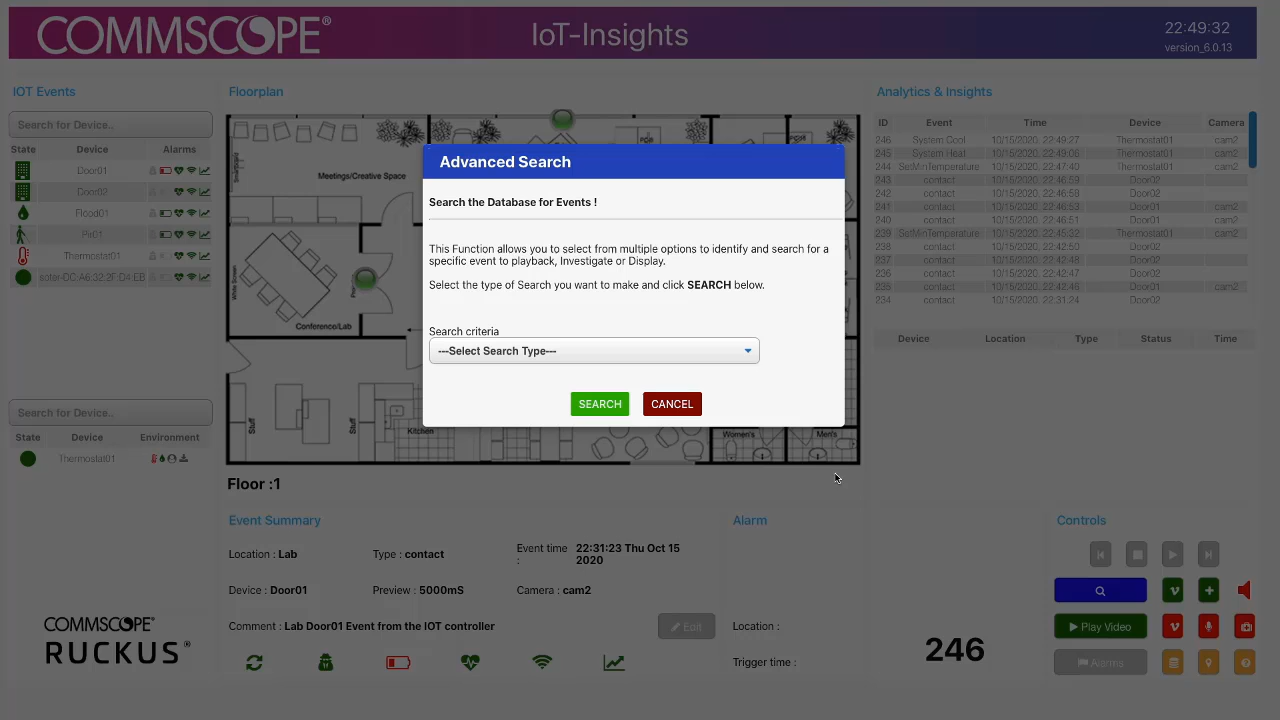 COMMSCOPE®
IoT-Insights
22:49:32
version_6.0.13
IOT Events
Search for Device..
State Device Alarms
Door01
Door02
Flood01
Pir01
Thermostat01
soter-DC:A6:32:2F:D4:EB
Search for Device..
State Device Environment
Thermostat01
COMMSCOPE®
RUCKUS®
Floorplan
Meetings/Creative Space
White Screen
Conference/Lab
Stuff
Stuff
Kitchen
Women's
Men's
Floor :1
Advanced Search
Search the Database for Events !
This Function allows you to select from multiple options to identify and search for a
specific event to playback, Investigate or Display.
Select the type of Search you want to make and click SEARCH below.
Search criteria
---Select Search Type---
SEARCH
CANCEL
Analytics & Insights
ID Event Time Device Camera
246 System Cool 10/15/2020, 22:49:27 Thermostat01 cam2
245 System Heat 10/15/2020, 22:49:06 Thermostat01 cam2
244 SetMinTemperature 10/15/2020, 22:47:40 Thermostat01 cam2
243 contact 10/15/2020, 22:46:59 Door02
242 contact 10/15/2020, 22:46:58 Door02
241 contact 10/15/2020, 22:46:53 Door01 cam2
240 contact 10/15/2020, 22:46:51 Door01 cam2
239 SetMinTemperature 10/15/2020, 22:45:32 Thermostat01 cam2
238 contact 10/15/2020, 22:42:50 Door02
237 contact 10/15/2020, 22:42:48 Door02
236 contact 10/15/2020, 22:42:47 Door02
235 contact 10/15/2020, 22:42:46 Door01 cam2
234 contact 10/15/2020, 22:31:24 Door02
Device Location Type Status Time
Event Summary
Location : Lab
Type : contact
Event time : 22:31:23 Thu Oct 15
2020
Device : Door01
Preview : 5000mS
Camera : cam2
Comment : Lab Door01 Event from the IOT controller
Edit
Alarm
Location :
Trigger time :
246
Controls
Play Video
Alarms